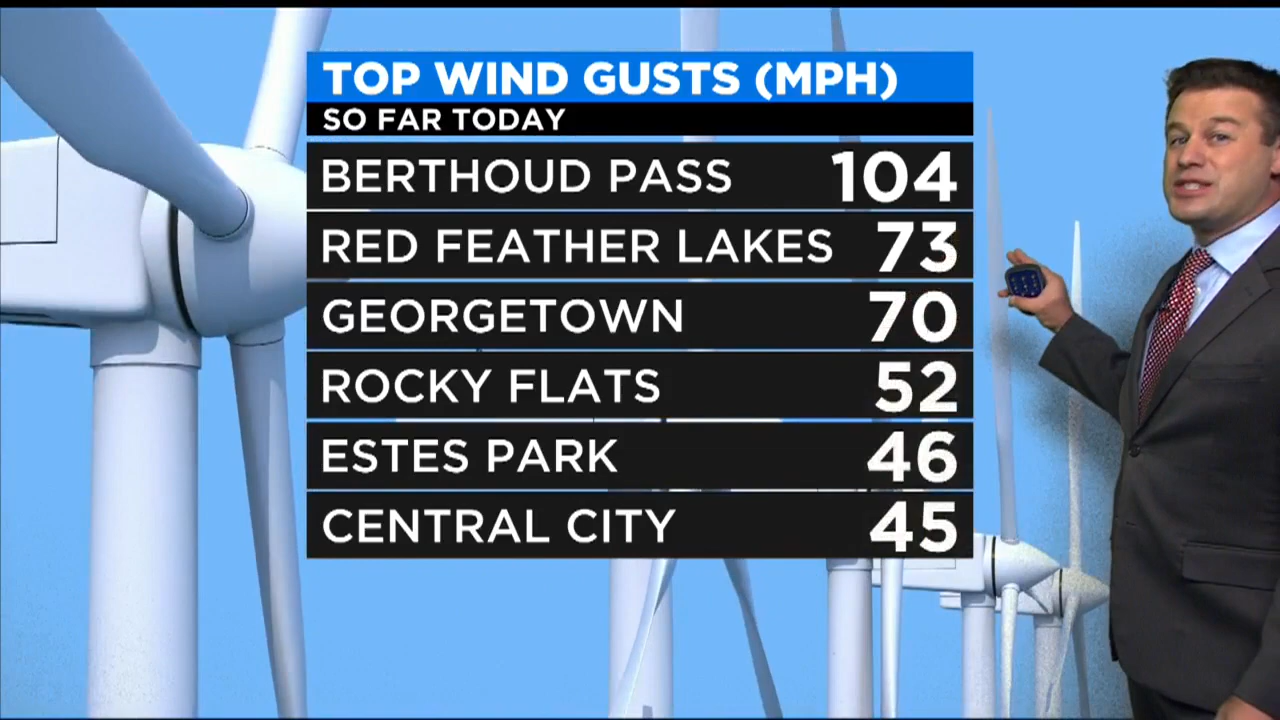 TOP WIND GUSTS (MPH)
SO FAR TODAY
BERTHOUD PASS 104
RED FEATHER LAKES 73
GEORGETOWN 70
ROCKY FLATS 52
ESTES PARK 46
CENTRAL CITY 45